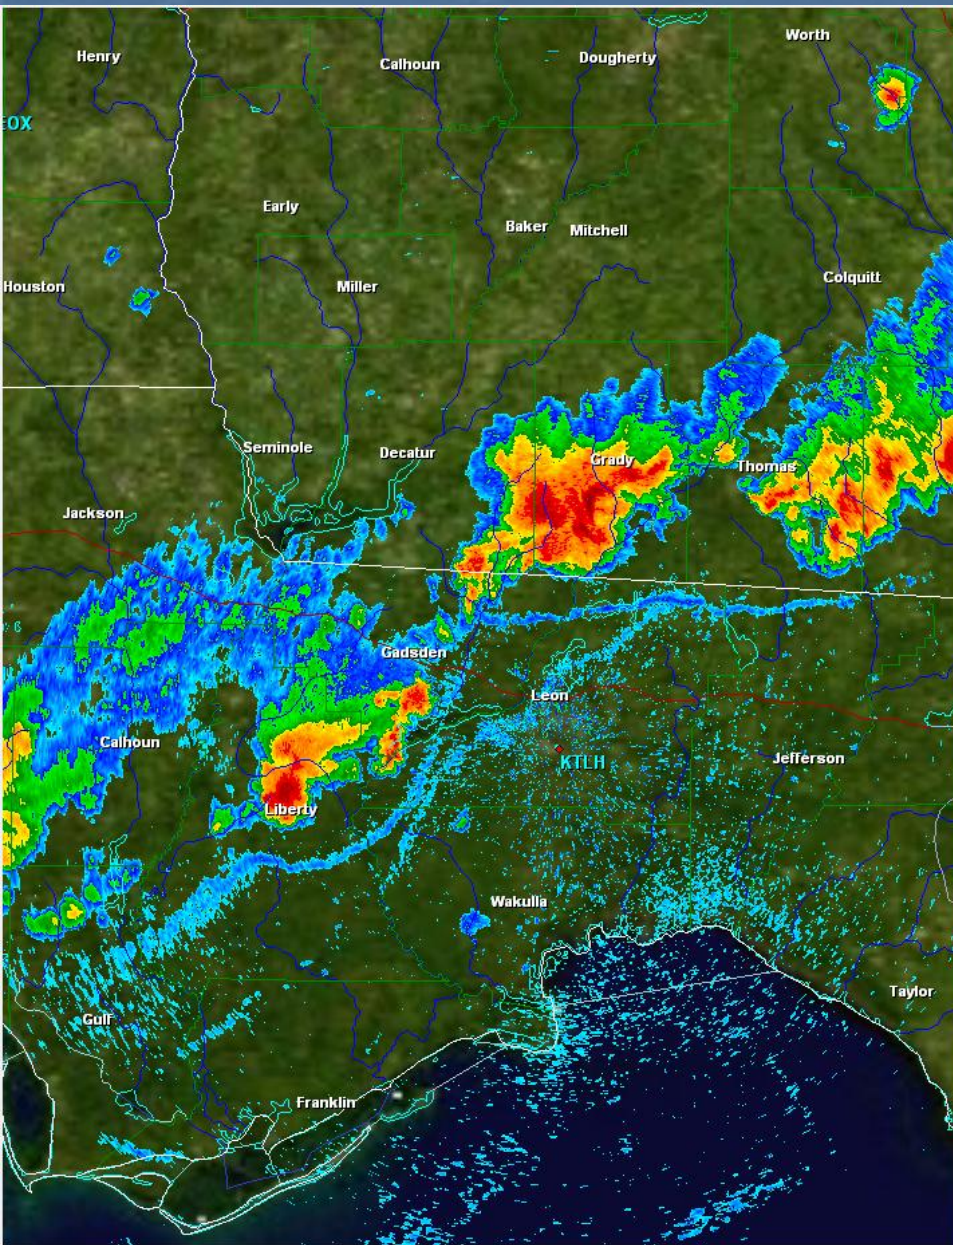 Worth
Henry
Calhoun
Dougherty
EOX
Early
Baker
Mitchell
Colquitt
Houston
Miller
Seminole
Decatur
Grady
Thomas
Jackson
Gadsden
Leon
Calhoun
KTLH
Jefferson
Liberty
Wakulla
Taylor
Gulf
Franklin